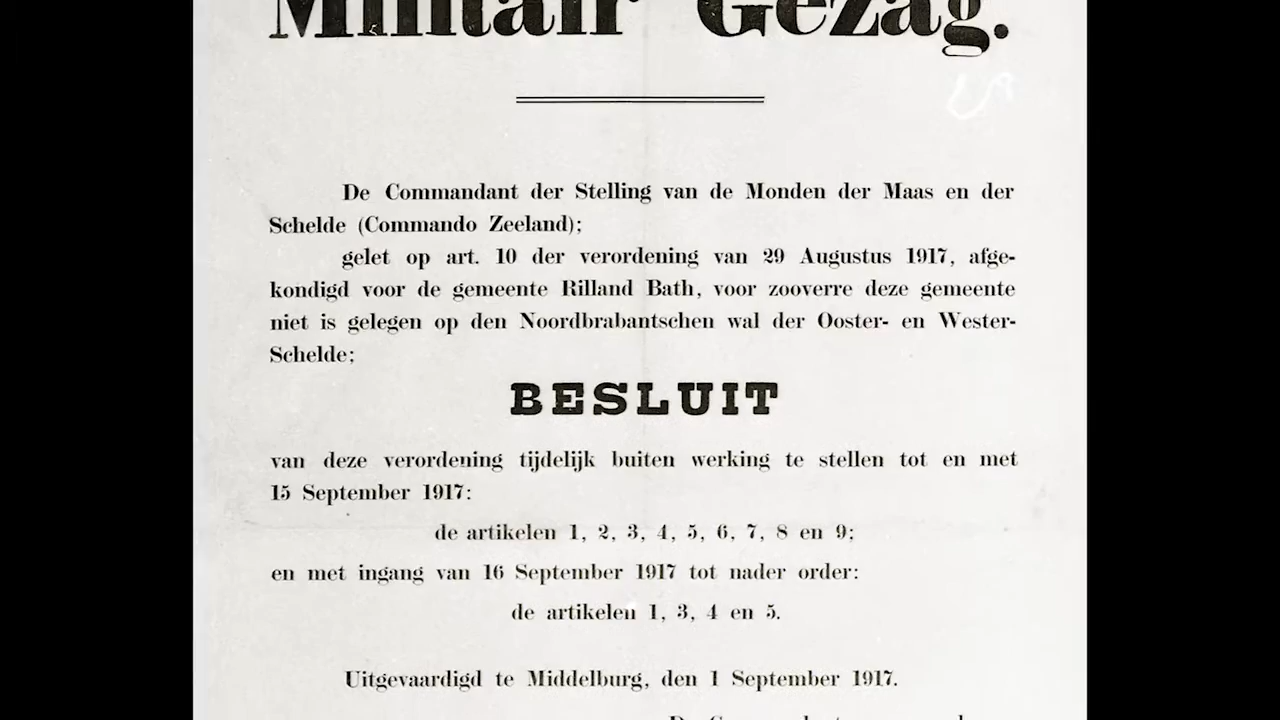 Militair Gezag.
De Commandant der Stelling van de Monden der Maas en der
Schelde (Commando Zeeland);
gelet op art. 10 der verordening van 29 Augustus 1917, afge-
kondigd voor de gemeente Rilland Bath, voor zooverre deze gemeente
niet is gelegen op den Noordbrabantschen wal der Ooster- en Wester-
Schelde;
BESLUIT
van deze verordening tijdelijk buiten werking te stellen tot en met
15 September 1917:
de artikelen 1, 2, 3, 4, 5, 6, 7, 8 en 9;
en met ingang van 16 September 1917 tot nader order:
de artikelen 1, 3, 4 en 5.
Uitgevaardigd te Middelburg, den 1 September 1917.